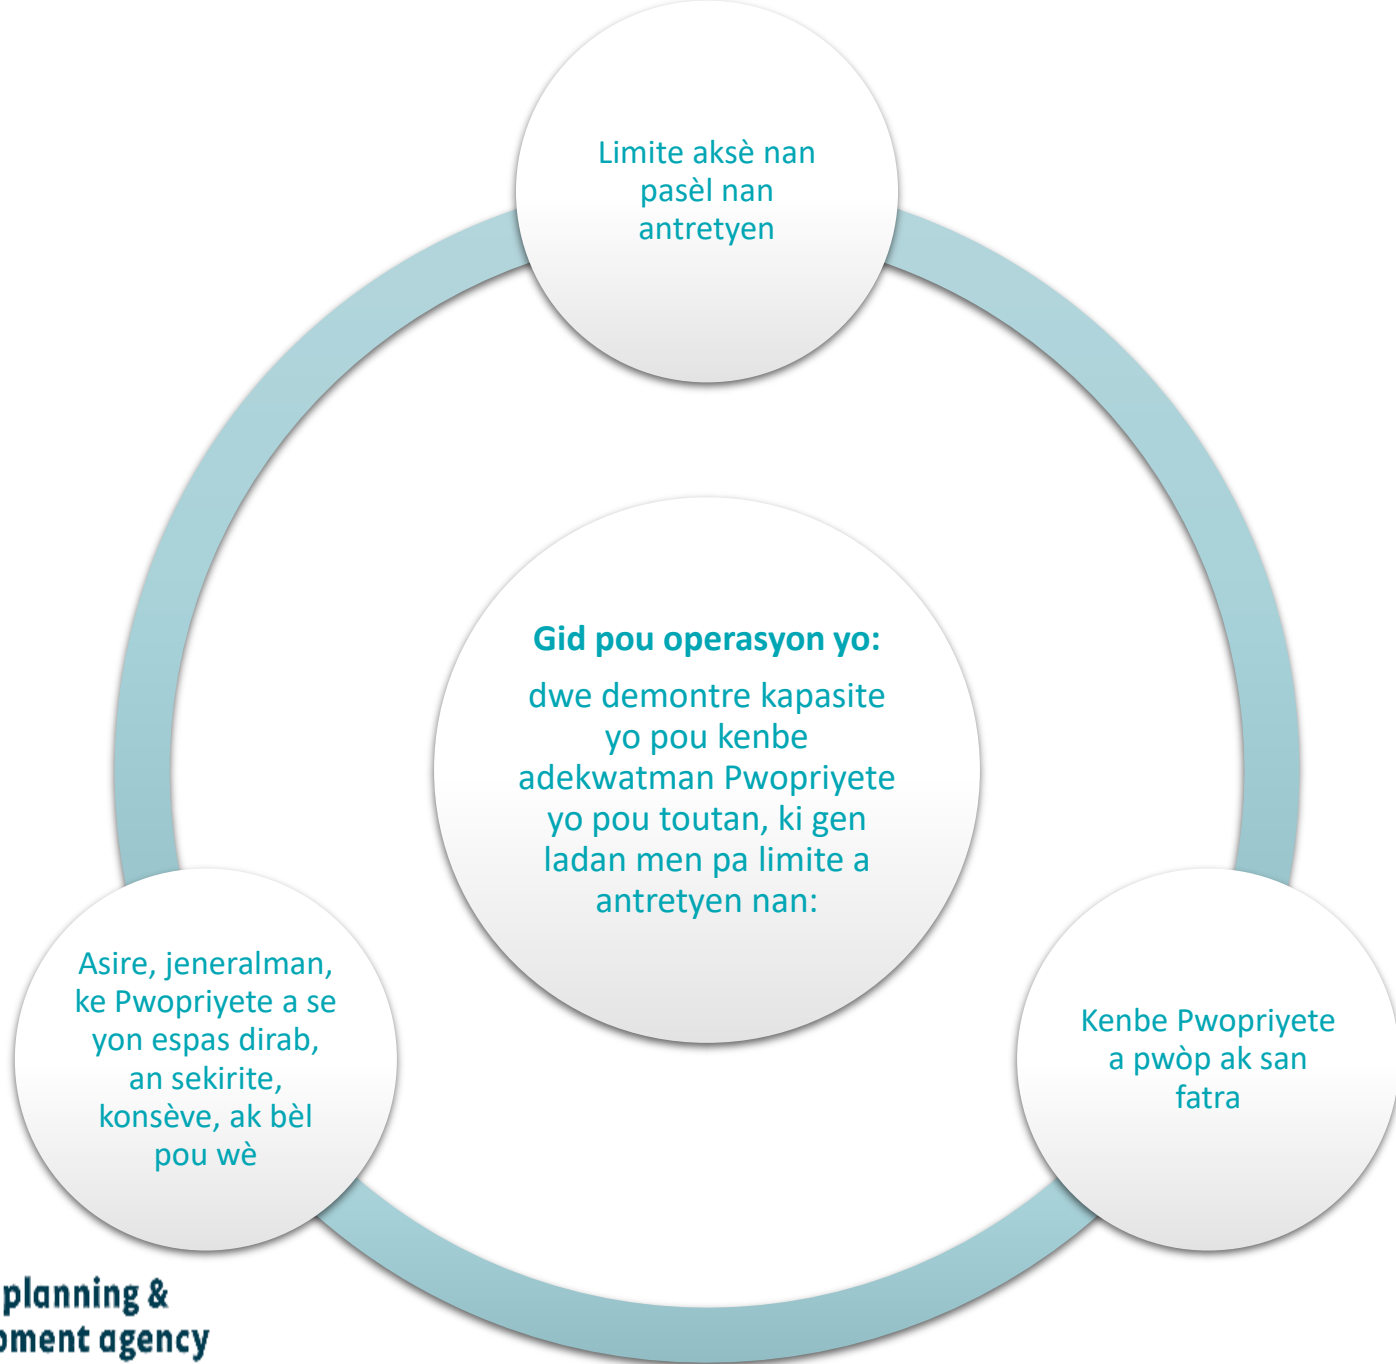 Limite aksè nan
pasèl nan
antretyen
Gid pou operasyon yo:
dwe demontre kapasite
yo pou kenbe
adekwatman Pwopriyete
yo pou toutan, ki gen
ladan men pa limite a
antretyen nan:
Asire, jeneralman,
ke Pwopriyete a se
yon espas dirab,
an sekirite,
konsève, ak bèl
pou wè
Kenbe Pwopriyete
a pwòp ak san
fatra
planning &
agency